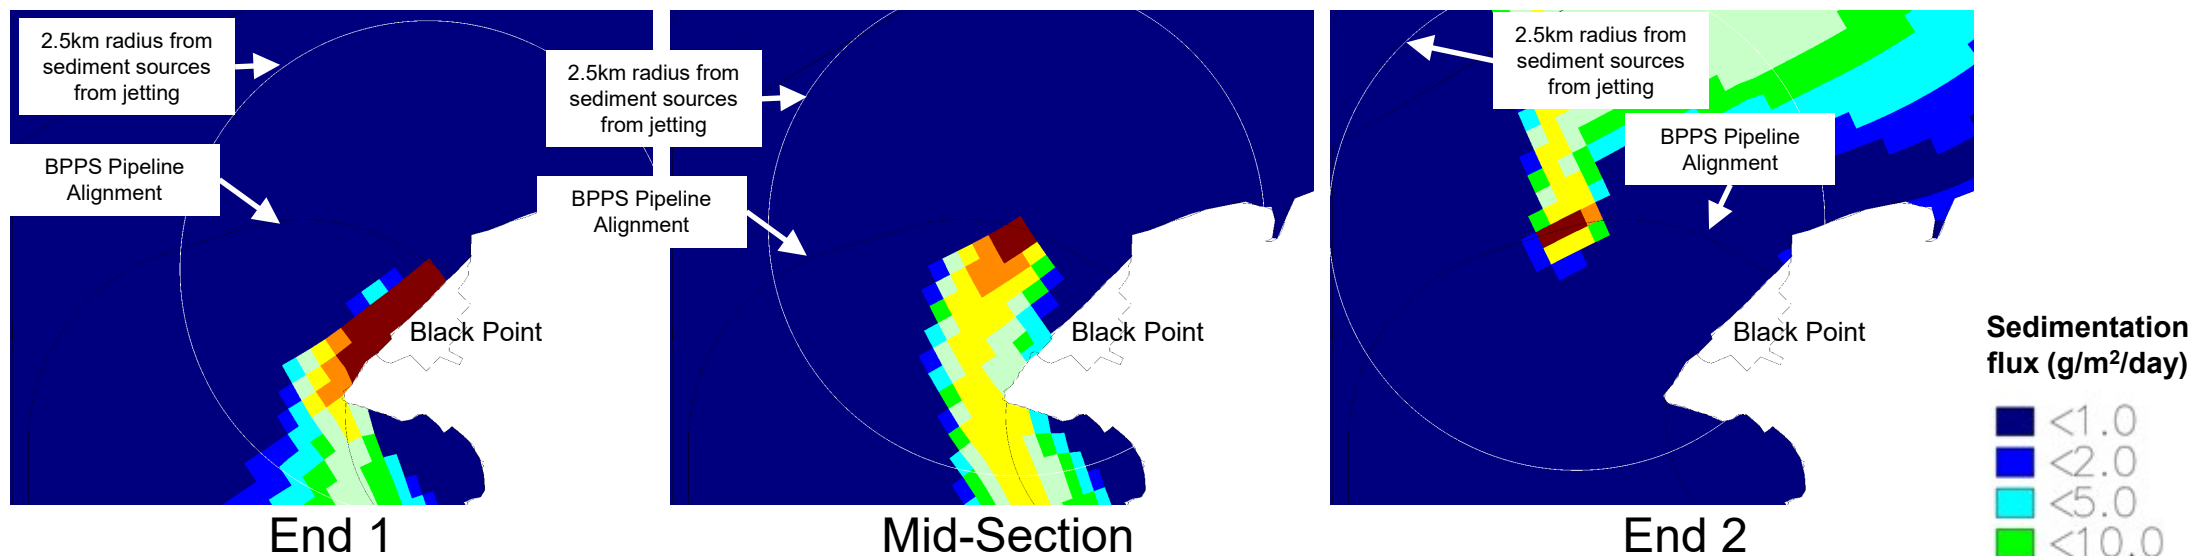 2.5km radius from
sediment sources
from jetting
BPPS Pipeline
Alignment
Black Point
End 1
2.5km radius from
sediment sources
from jetting
BPPS Pipeline
Alignment
Black Point
Mid-Section
2.5km radius from
sediment sources
from jetting
BPPS Pipeline
Alignment
Black Point
End 2
Sedimentation
flux (g/m²/day)
<1.0
<2.0
<5.0
<10.0